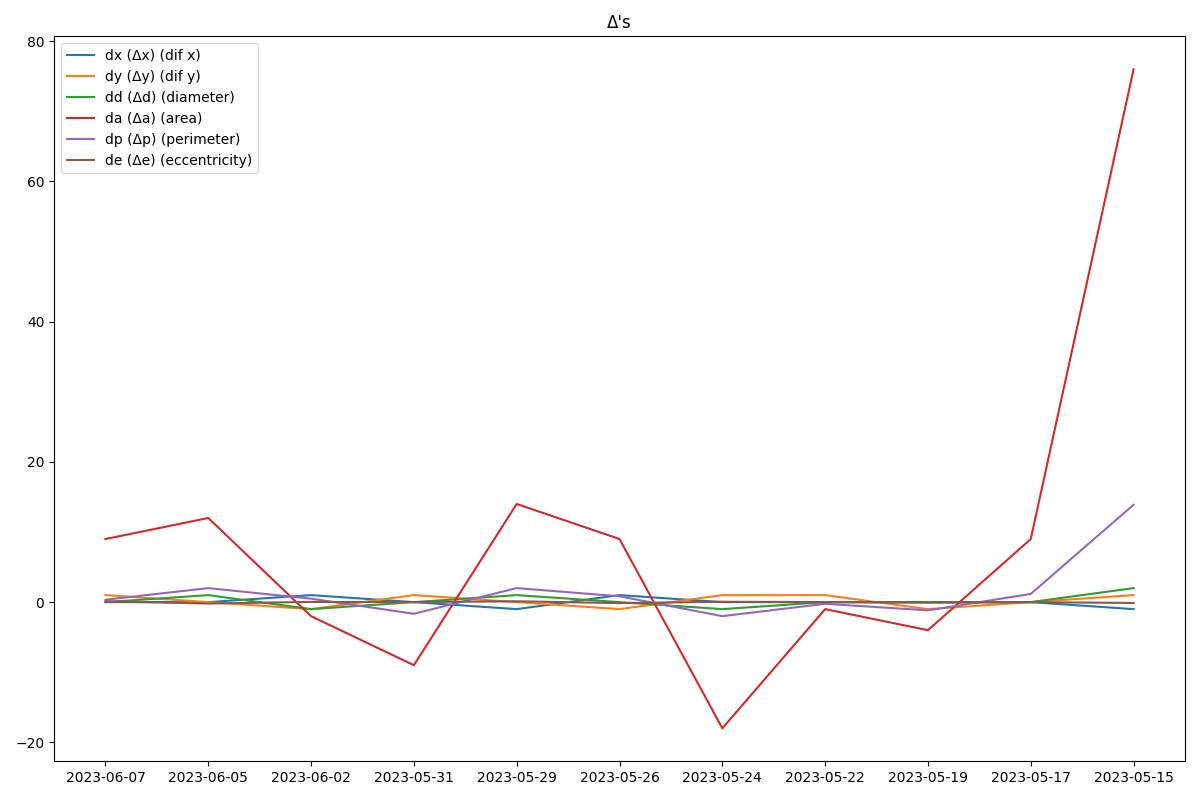 Δ's
80
60
40
20
0
−20
dx (Δx) (dif x)
dy (Δy) (dif y)
dd (Δd) (diameter)
da (Δa) (area)
dp (Δp) (perimeter)
de (Δe) (eccentricity)
2023-06-07 2023-06-05 2023-06-02 2023-05-31 2023-05-29 2023-05-26 2023-05-24 2023-05-22 2023-05-19 2023-05-17 2023-05-15